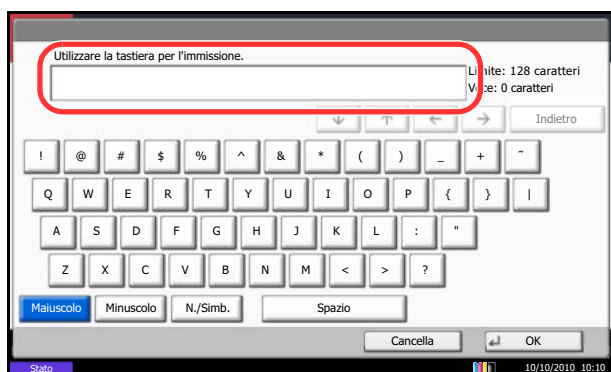 Utilizzare la tastiera per l'immissione.
Limite: 128 caratteri
Voce: 0 caratteri
↓ ↑ ← → Indietro
! @ # $ % ^ & * ( ) _ + ~
Q W E R T Y U I O P { } |
A S D F G H J K L : "
Z X C V B N M < > ?
Maiuscolo Minuscolo N./Simb. Spazio
Cancella OK
Stato 10/10/2010 10:10